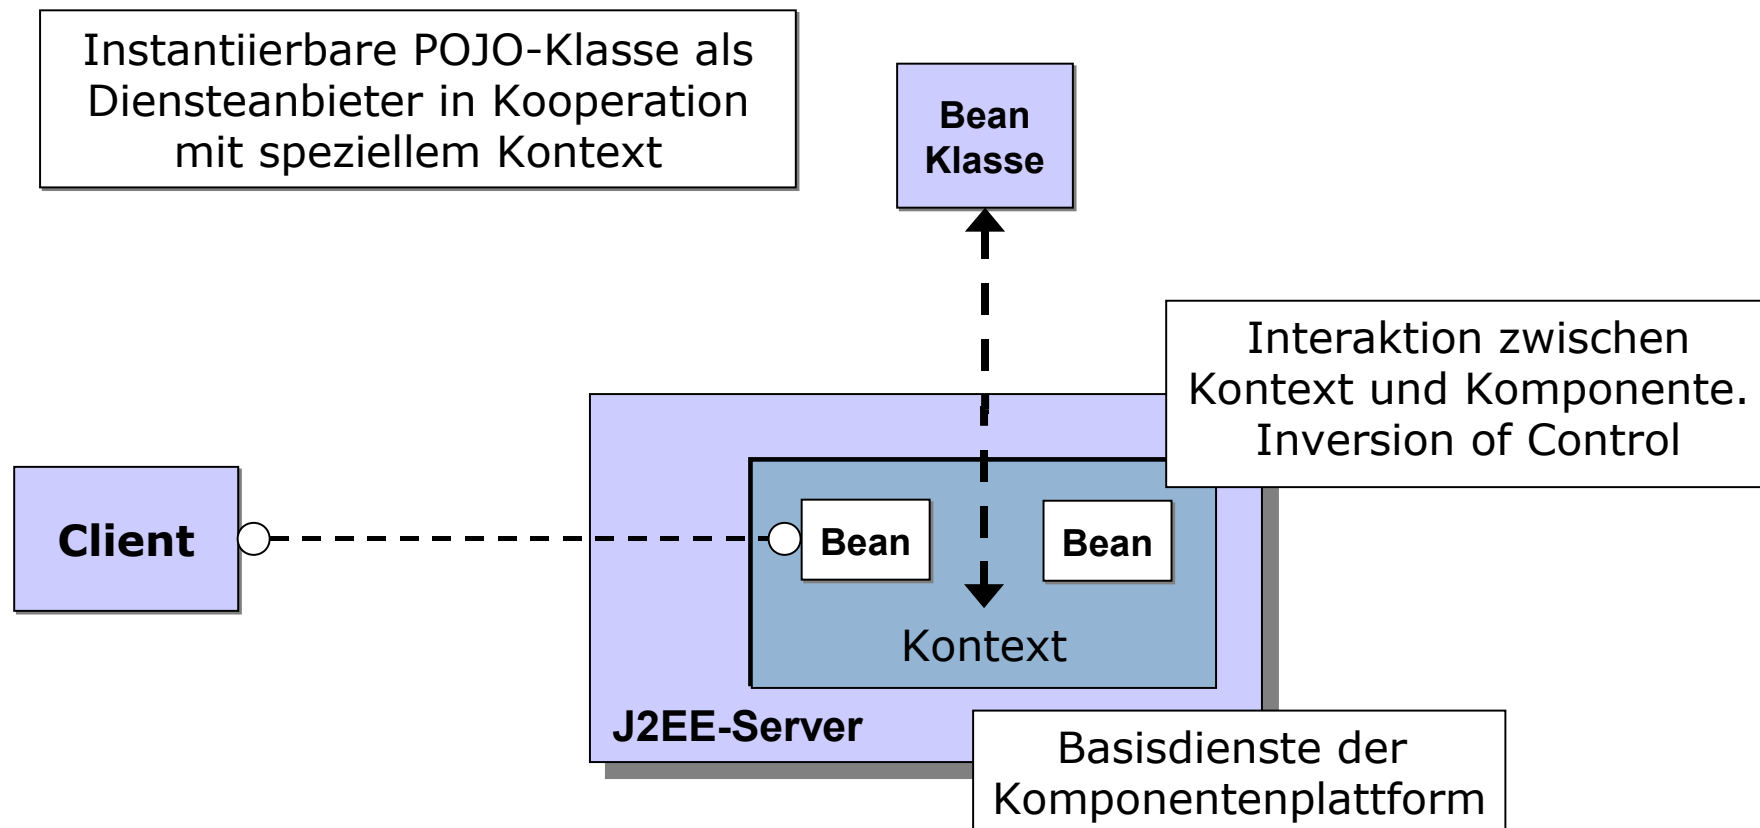 Instantiierbare POJO-Klasse als
Diensteanbieter in Kooperation
mit speziellem Kontext
Bean
Klasse
Interaktion zwischen
Kontext und Komponente.
Inversion of Control
Client
Bean
Bean
Kontext
J2EE-Server
Basisdienste der
Komponentenplattform